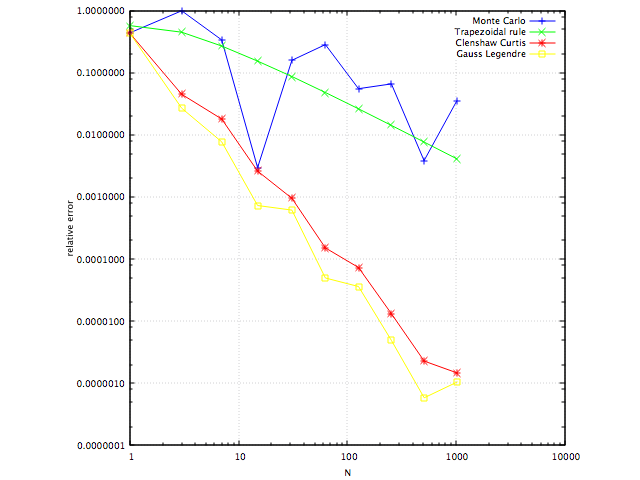 1.0000000
0.1000000
0.0100000
0.0010000
0.0001000
0.0000100
0.0000010
0.0000001
relative error
1 10 100 1000 10000
N
Monte Carlo
Trapezoidal rule
Clenshaw Curtis
Gauss Legendre